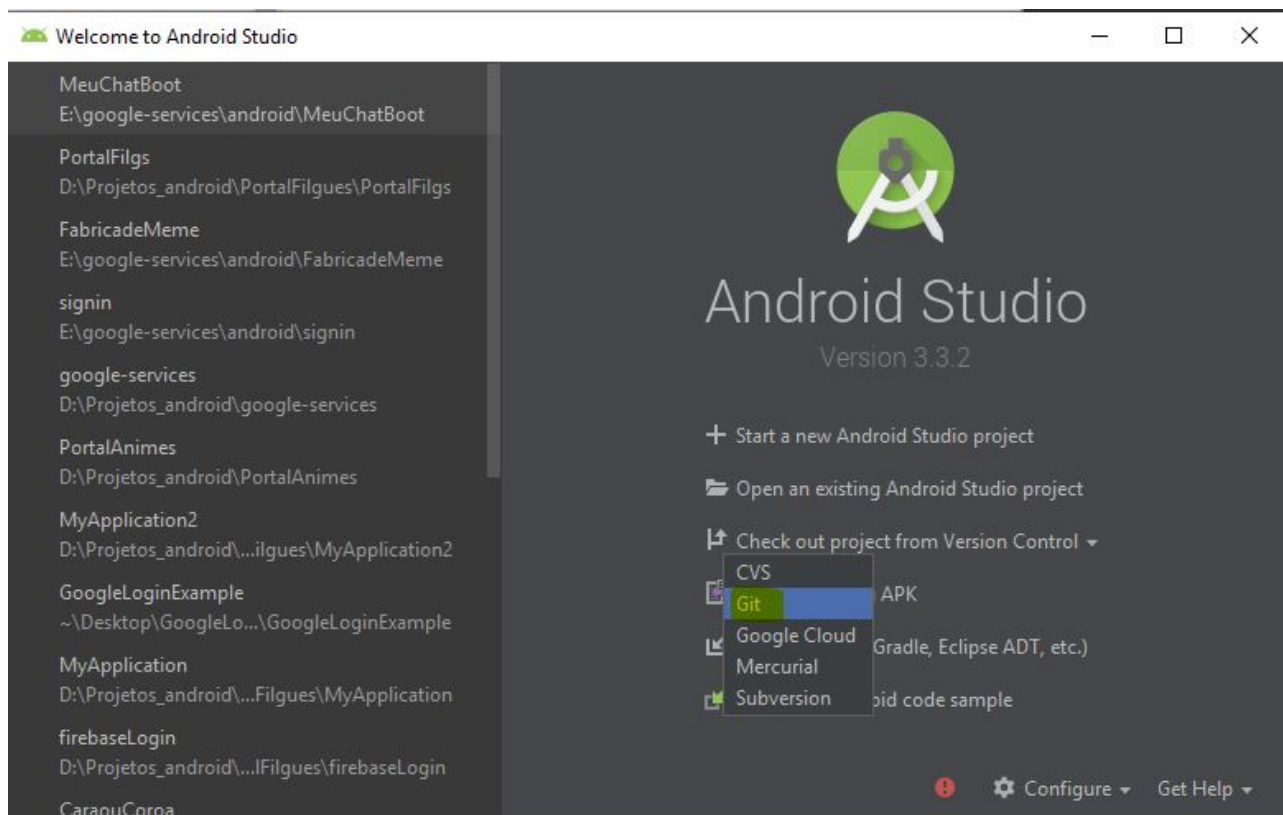 Welcome to Android Studio
MeuChatBoot
E:\google-services\android\MeuChatBoot
PortalFilgs
D:\Projetos_android\PortalFilgues\PortalFilgs
FabricadeMeme
E:\google-services\android\FabricadeMeme
signin
E:\google-services\android\signin
google-services
D:\Projetos_android\google-services
PortalAnimes
D:\Projetos_android\PortalAnimes
MyApplication2
D:\Projetos_android\...ilgues\MyApplication2
GoogleLoginExample
~\Desktop\GoogleLo...\GoogleLoginExample
MyApplication
D:\Projetos_android\...Filgues\MyApplication
firebaseLogin
D:\Projetos_android\...lFilgues\firebaseLogin
CaraouCoroa
Android Studio
Version 3.3.2
Start a new Android Studio project
Open an existing Android Studio project
Check out project from Version Control
CVS
Git
APK
Google Cloud
Gradle, Eclipse ADT, etc.)
Mercurial
Subversion
oid code sample
Configure
Get Help